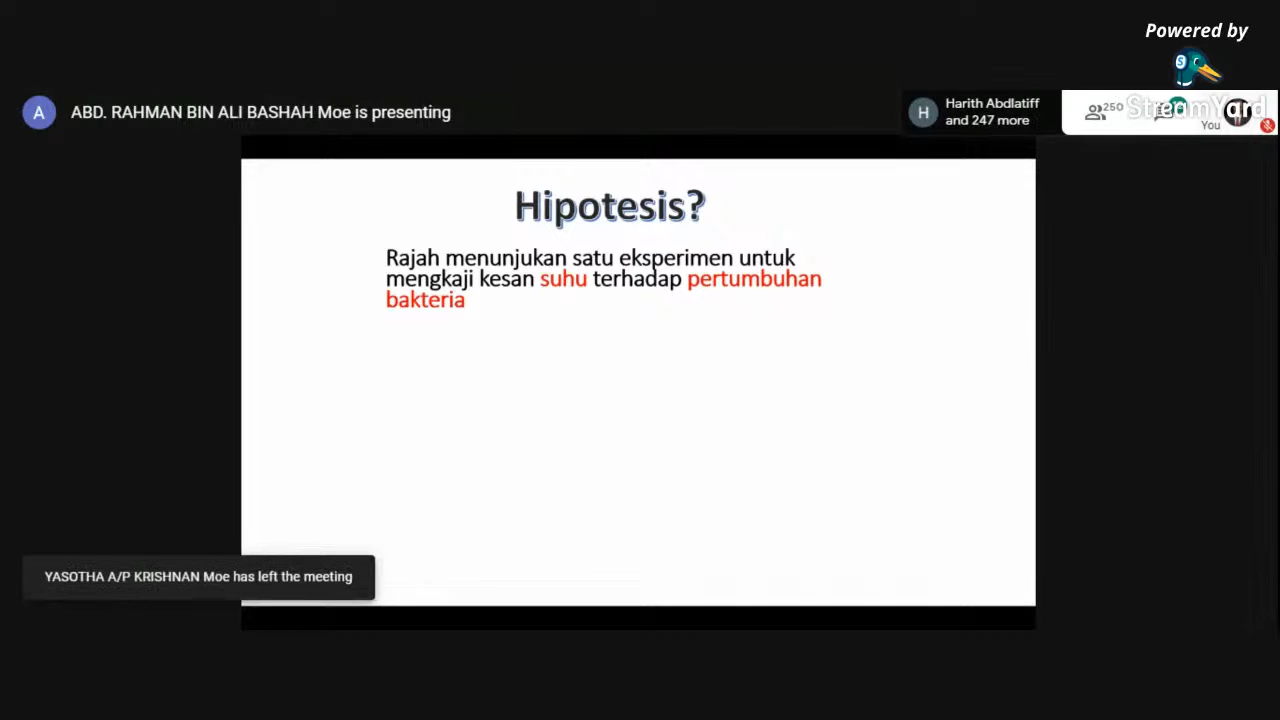 Powered by
StreamYard
A
ABD. RAHMAN BIN ALI BASHAH Moe is presenting
H
Harith Abdlatiff
and 247 more
250
You
Hipotesis?
Rajah menunjukan satu eksperimen untuk
mengkaji kesan suhu terhadap pertumbuhan
bakteria
YASOTHA A/P KRISHNAN Moe has left the meeting